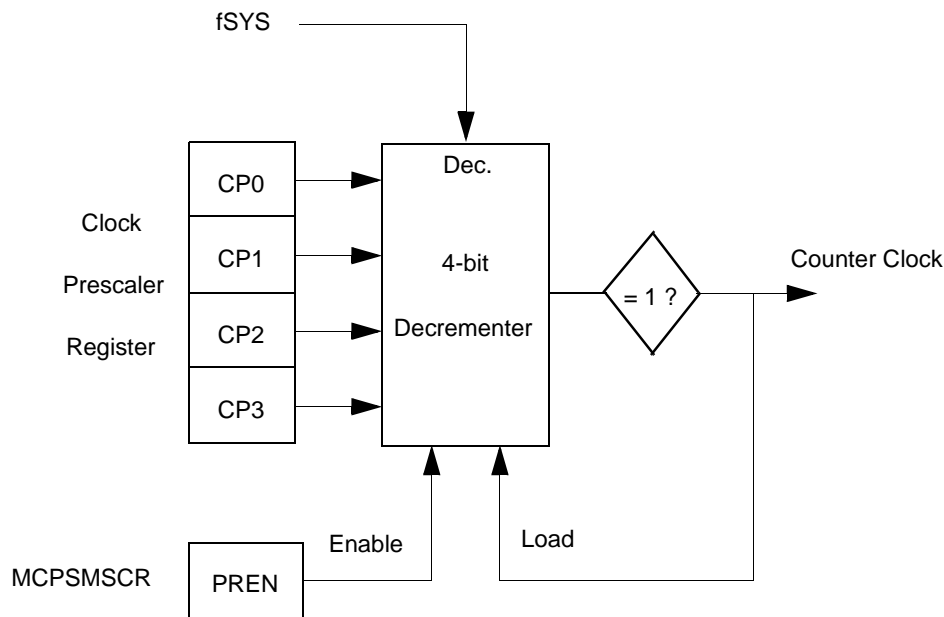 fSYS
Dec.
CP0
Clock
CP1
4-bit
Counter Clock
Prescaler
= 1 ?
CP2
Decrementer
Register
CP3
Enable
Load
MCPSMSCR
PREN